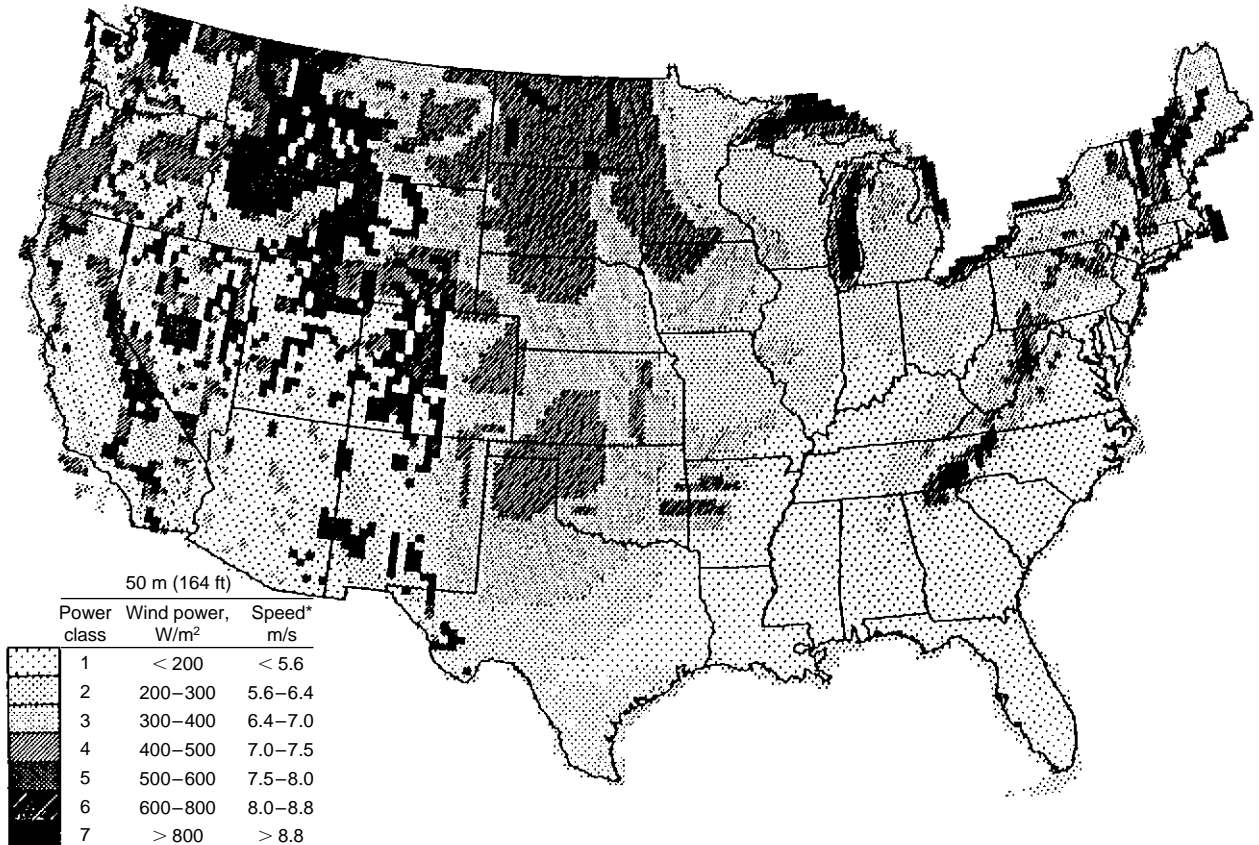 50 m (164 ft)
Power Wind power, Speed*
class W/m² m/s
1 < 200 < 5.6
2 200–300 5.6–6.4
3 300–400 6.4–7.0
4 400–500 7.0–7.5
5 500–600 7.5–8.0
6 600–800 8.0–8.8
7 > 800 > 8.8